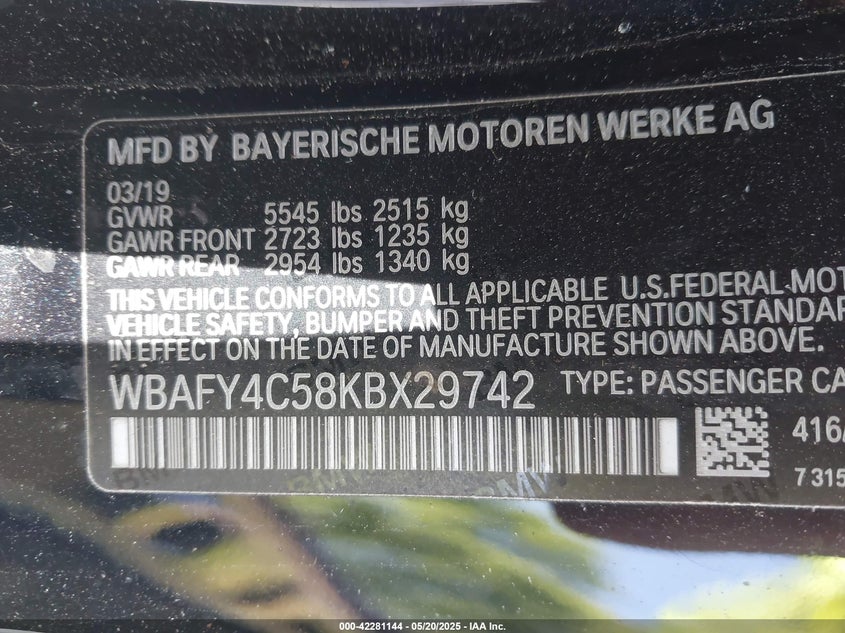 MFD BY BAYERISCHE MOTOREN WERKE AG
03/19
GVWR 5545 lbs 2515 kg
GAWR FRONT 2723 lbs 1235 kg
GAWR REAR 2954 lbs 1340 kg
THIS VEHICLE CONFORMS TO ALL APPLICABLE U.S.FEDERAL MOT
VEHICLE SAFETY, BUMPER AND THEFT PREVENTION STANDAR
IN EFFECT ON THE DATE OF MANUFACTURE SHOWN ABOVE.
WBAFY4C58KBX29742 TYPE: PASSENGER CA
416/
7 315
BMW BMW BMW
000-42281144 — 05/20/2025 — IAA Inc.